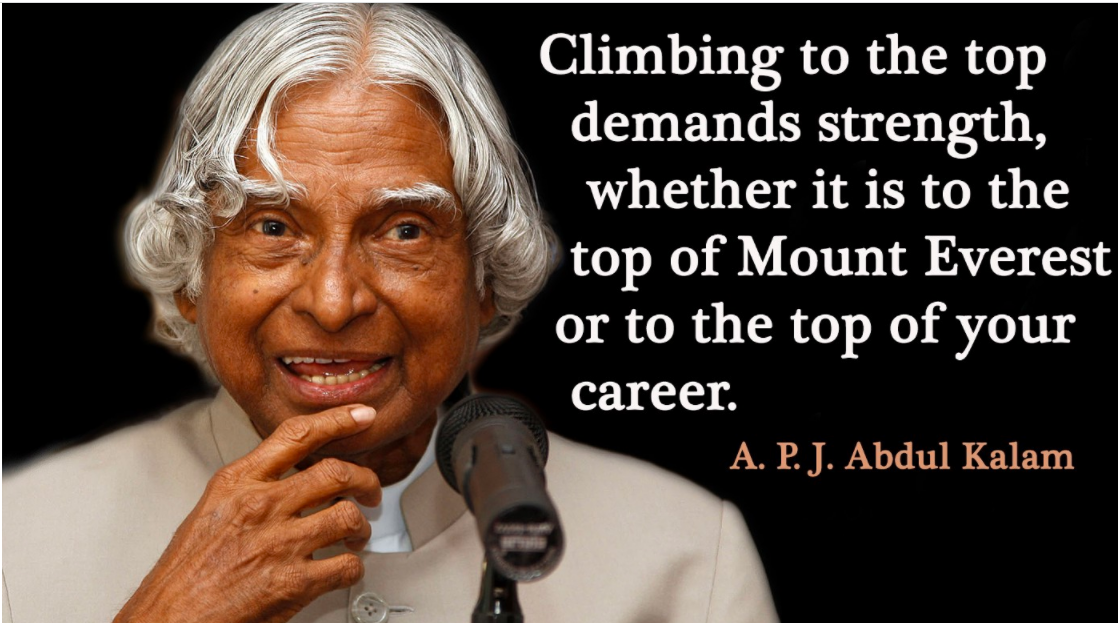 Climbing to the top
demands strength,
whether it is to the
top of Mount Everest
or to the top of your
career.
A. P. J. Abdul Kalam